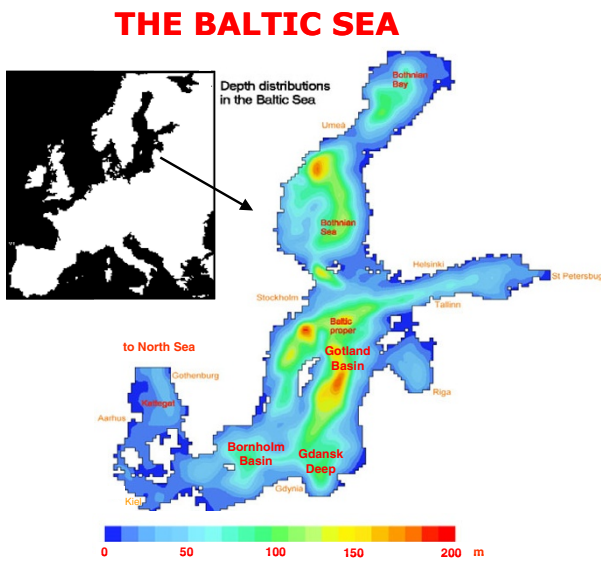 THE BALTIC SEA
Depth distributions
in the Baltic Sea
Bothnian
Bay
Umeå
Bothnian
Sea
Helsinki
St Petersburg
Stockholm
Tallinn
Baltic
proper
to North Sea
Gotland
Basin
Gothenburg
Riga
Kattegat
Aarhus
Bornholm
Basin
Gdansk
Deep
Gdynia
Kiel
0 50 100 150 200 m